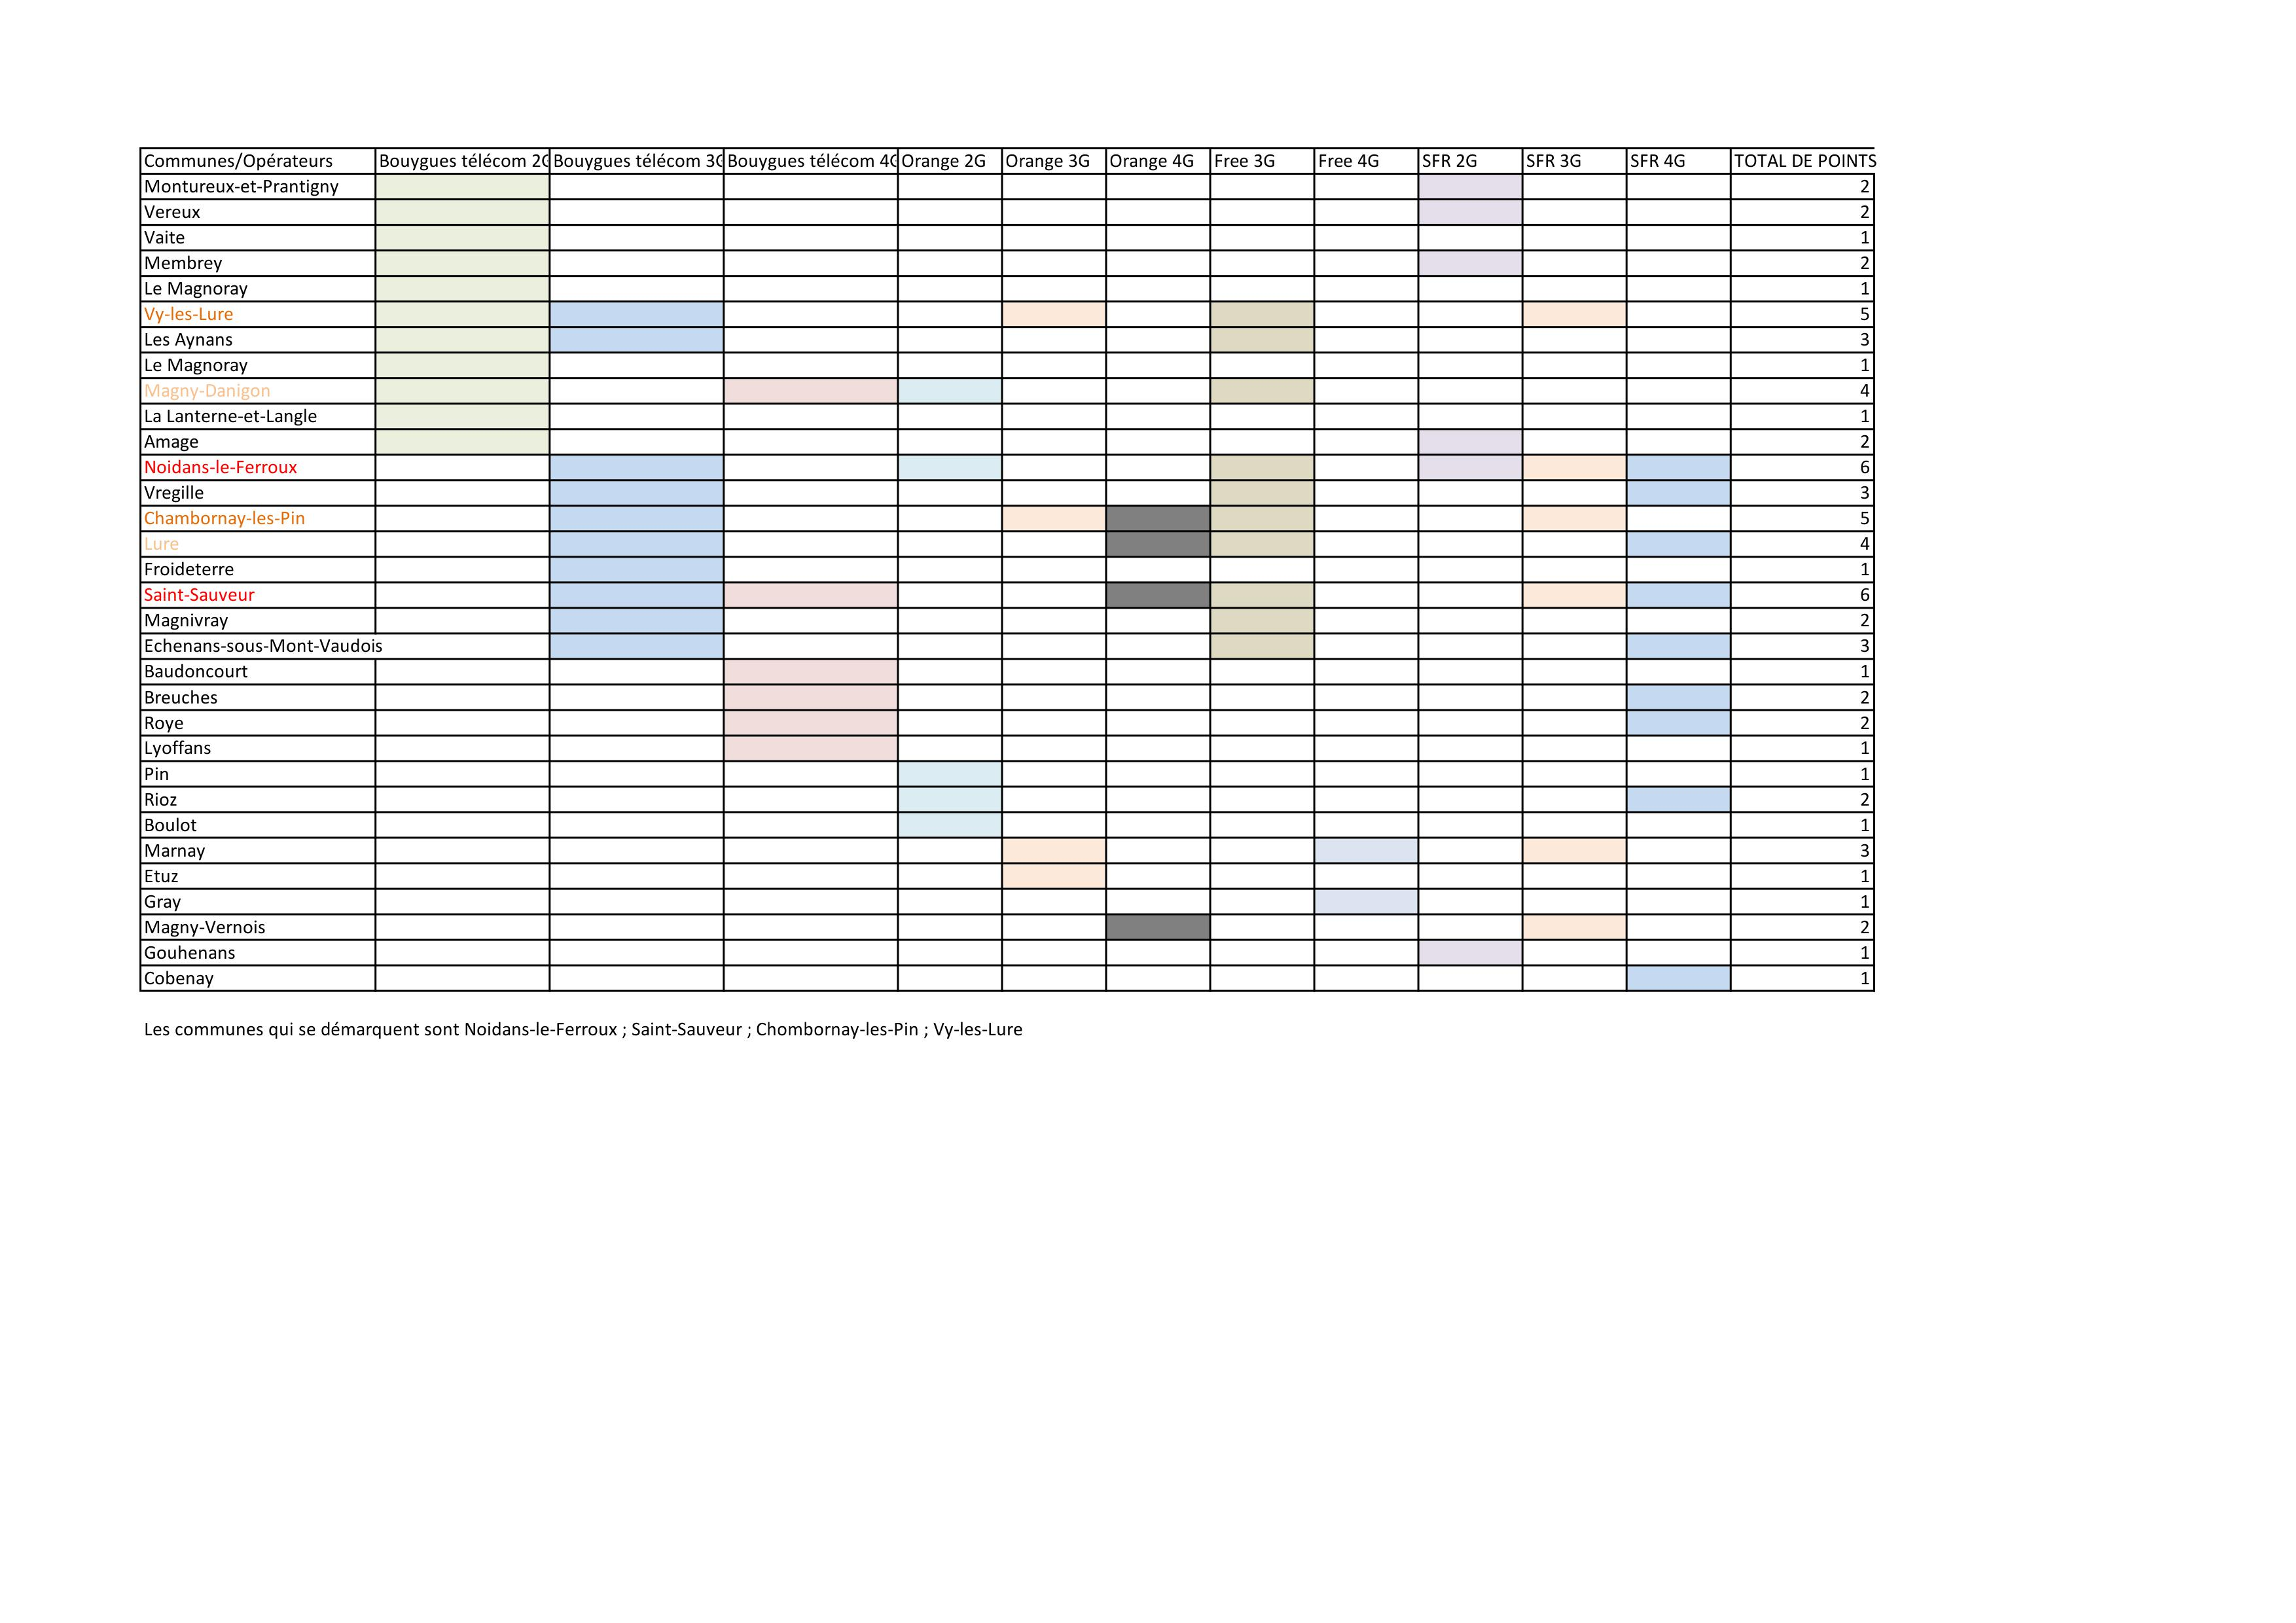 Communes/Opérateurs Bouygues télécom 2G Bouygues télécom 3G Bouygues télécom 4G Orange 2G Orange 3G Orange 4G Free 3G Free 4G SFR 2G SFR 3G SFR 4G TOTAL DE POINTS
Montureux-et-Prantigny 2
Vereux 2
Vaite 1
Membrey 2
Le Magnoray 1
Vy-les-Lure 5
Les Aynans 3
Le Magnoray 1
Magny-Danigon 4
La Lanterne-et-Langle 1
Amage 2
Noidans-le-Ferroux 6
Vregille 3
Chambornay-les-Pin 5
Lure 4
Froideterre 1
Saint-Sauveur 6
Magnivray 2
Echenans-sous-Mont-Vaudois 3
Baudoncourt 1
Breuches 2
Roye 2
Lyoffans 1
Pin 1
Rioz 2
Boulot 1
Marnay 3
Etuz 1
Gray 1
Magny-Vernois 2
Gouhenans 1
Cobenay 1
Les communes qui se démarquent sont Noidans-le-Ferroux ; Saint-Sauveur ; Chombornay-les-Pin ; Vy-les-Lure